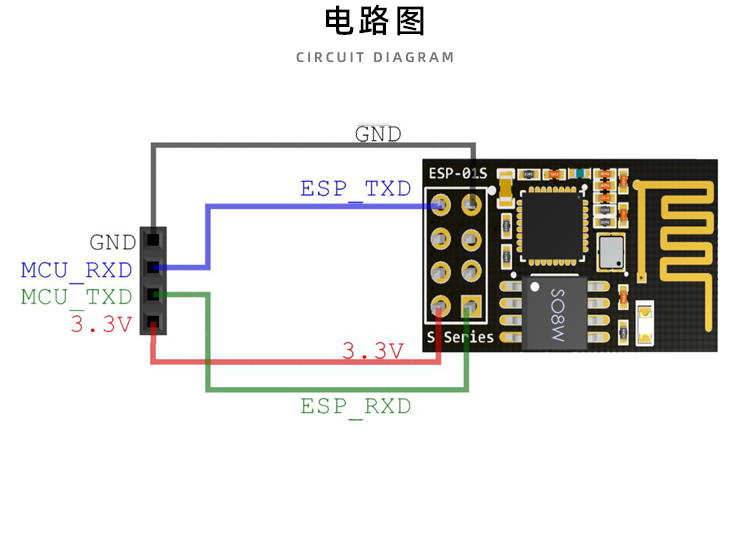 电路图
CIRCUIT DIAGRAM
GND
ESP_TXD
ESP-01S
GND
MCU_RXD
MCU_TXD
3.3V
3.3V
S Series
SO8W
ESP_RXD